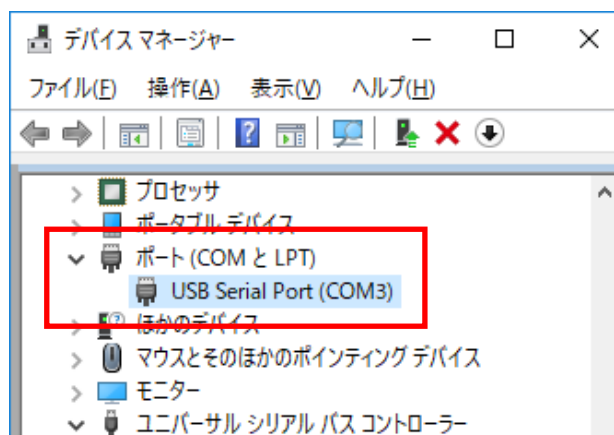 デバイス マネージャー
ファイル(F) 操作(A) 表示(V) ヘルプ(H)
プロセッサ
ポータブル デバイス
ポート (COM と LPT)
USB Serial Port (COM3)
ほかのデバイス
マウスとそのほかのポインティング デバイス
モニター
ユニバーサル シリアル バス コントローラー